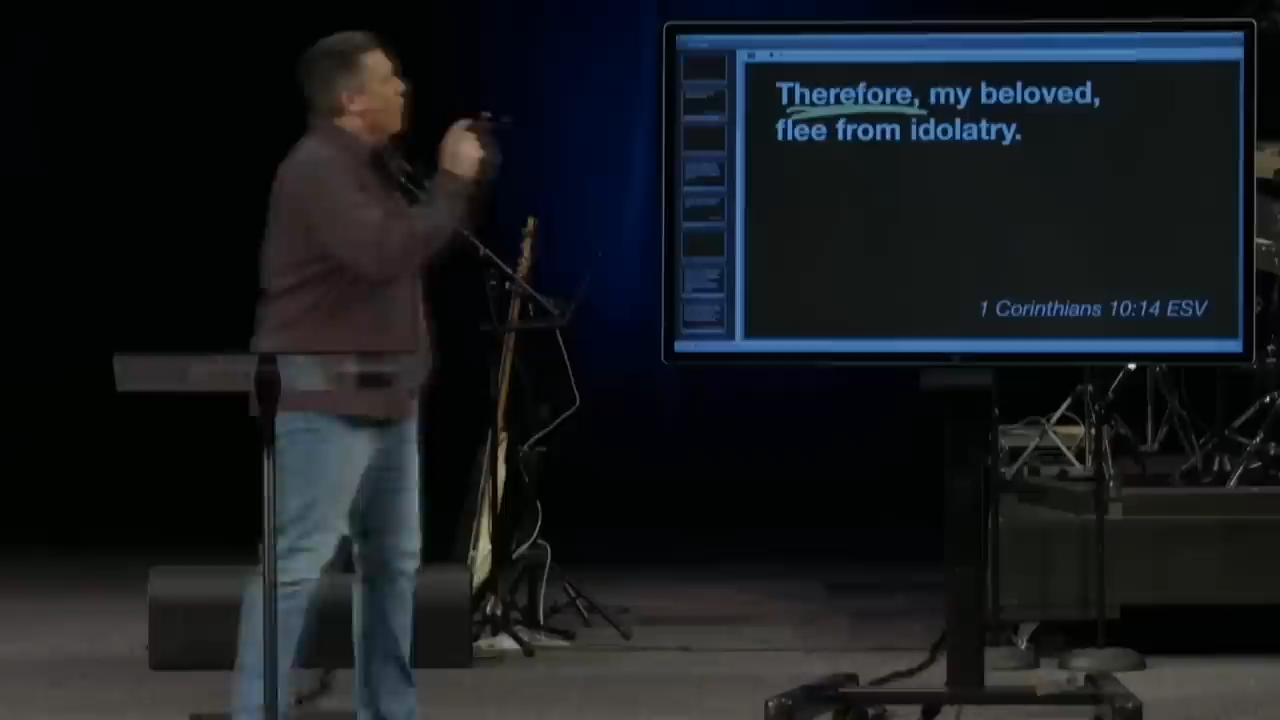 Therefore, my beloved,
flee from idolatry.
1 Corinthians 10:14 ESV